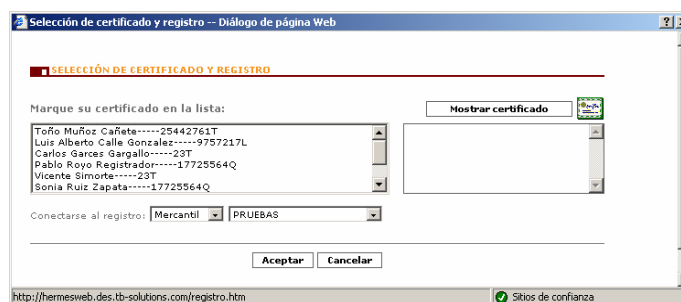 Selección de certificado y registro -- Diálogo de página Web
SELECCIÓN DE CERTIFICADO Y REGISTRO
Marque su certificado en la lista:
Mostrar certificado
Toño Muñoz Cañete-----25442761T
Luis Alberto Calle Gonzalez-----9757217L
Carlos Garces Gargallo-----23T
Pablo Royo Registrador-----17725564Q
Vicente Simorte-----23T
Sonia Ruiz Zapata-----17725564Q
Conectarse al registro: Mercantil PRUEBAS
Aceptar Cancelar
http://hermesweb.des.tb-solutions.com/registro.htm Sitios de confianza